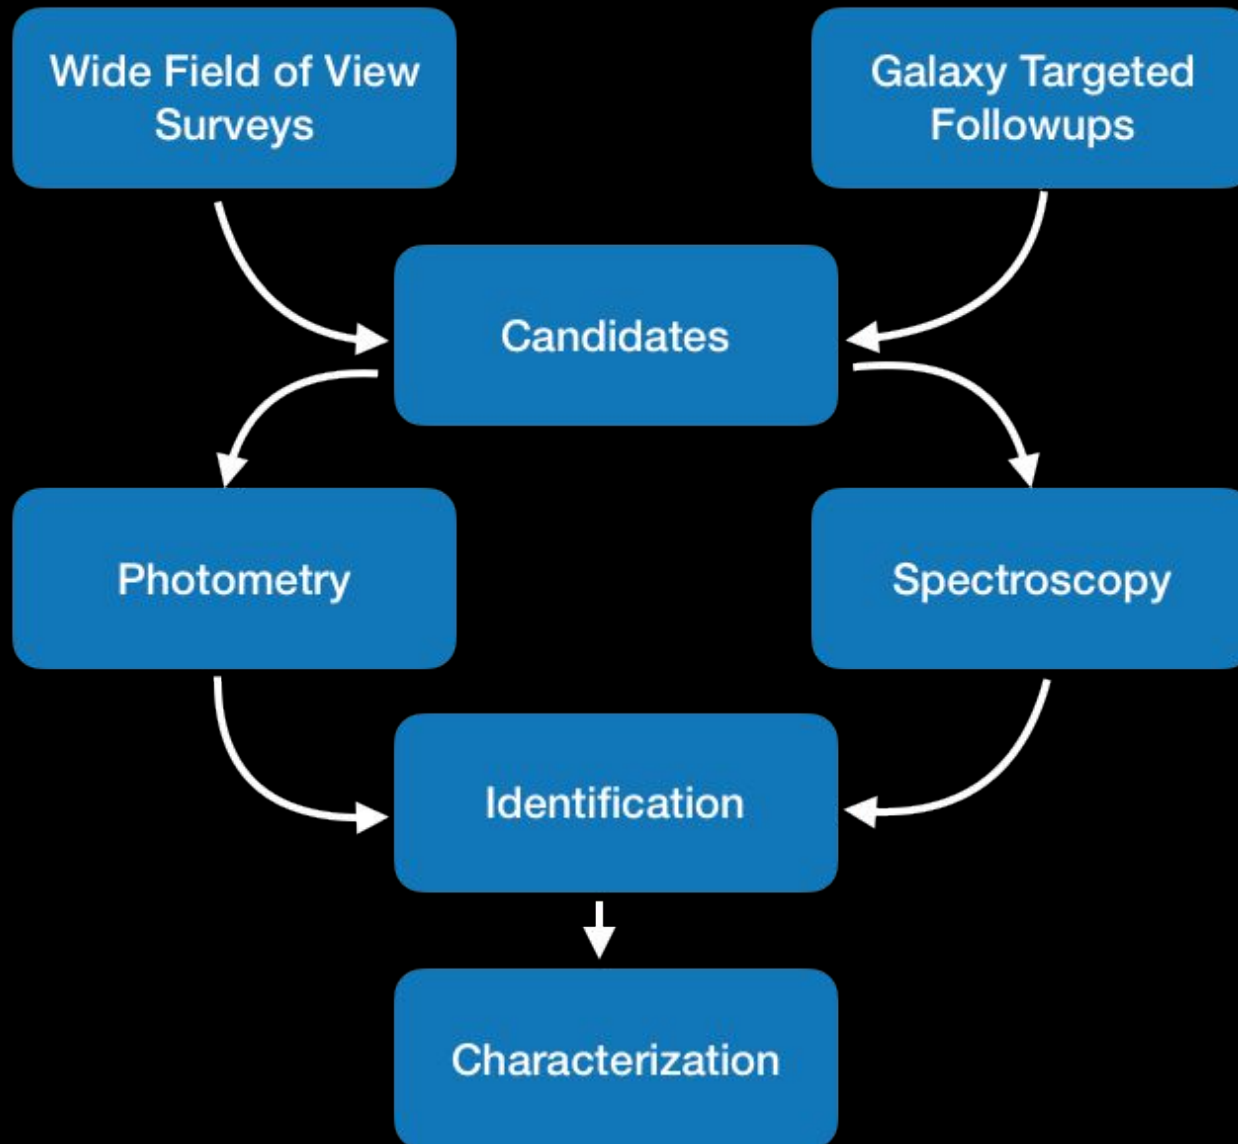 Wide Field of View
Surveys
Galaxy Targeted
Followups
Candidates
Photometry
Spectroscopy
Identification
Characterization